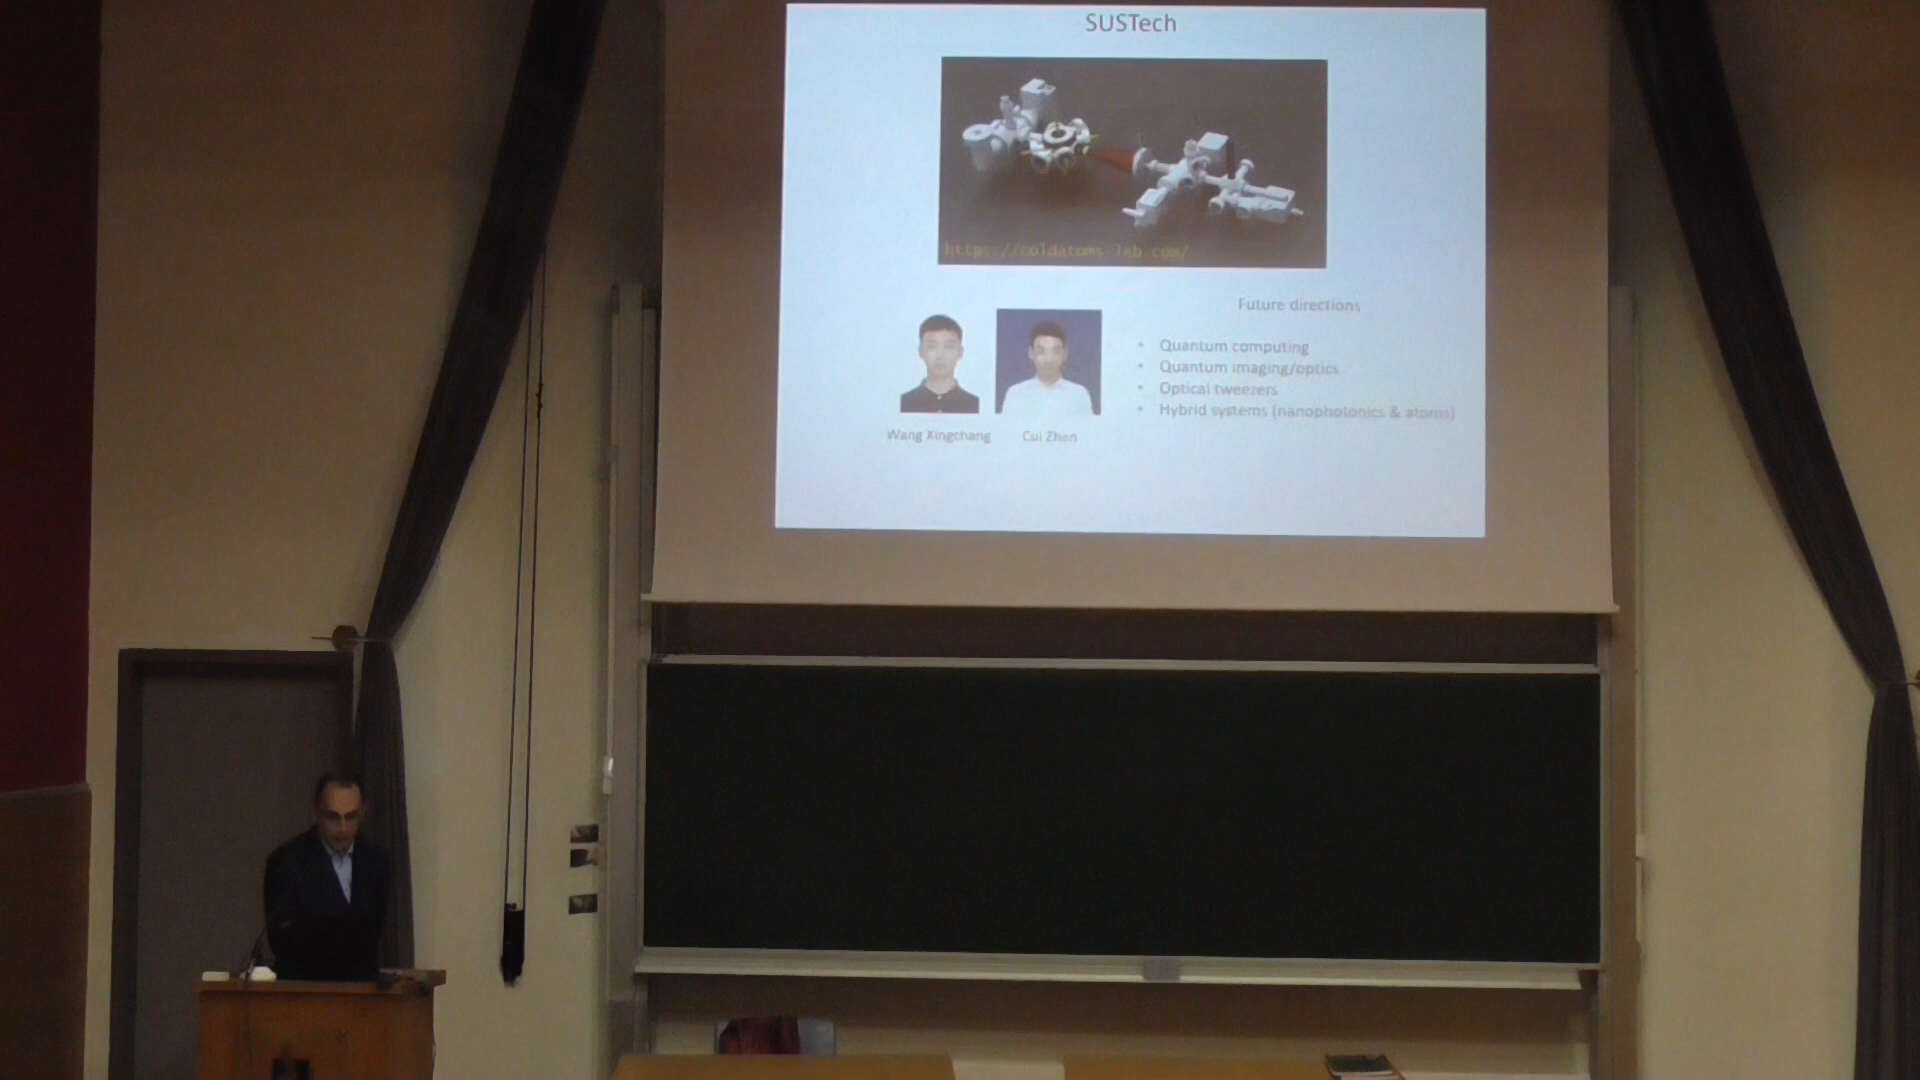 SUSTech
https://coldatoms-lab.com/
Future directions
• Quantum computing
• Quantum imaging/optics
• Optical tweezers
• Hybrid systems (nanophotonics & atoms)
Wang Xingchang
Cui Zhen